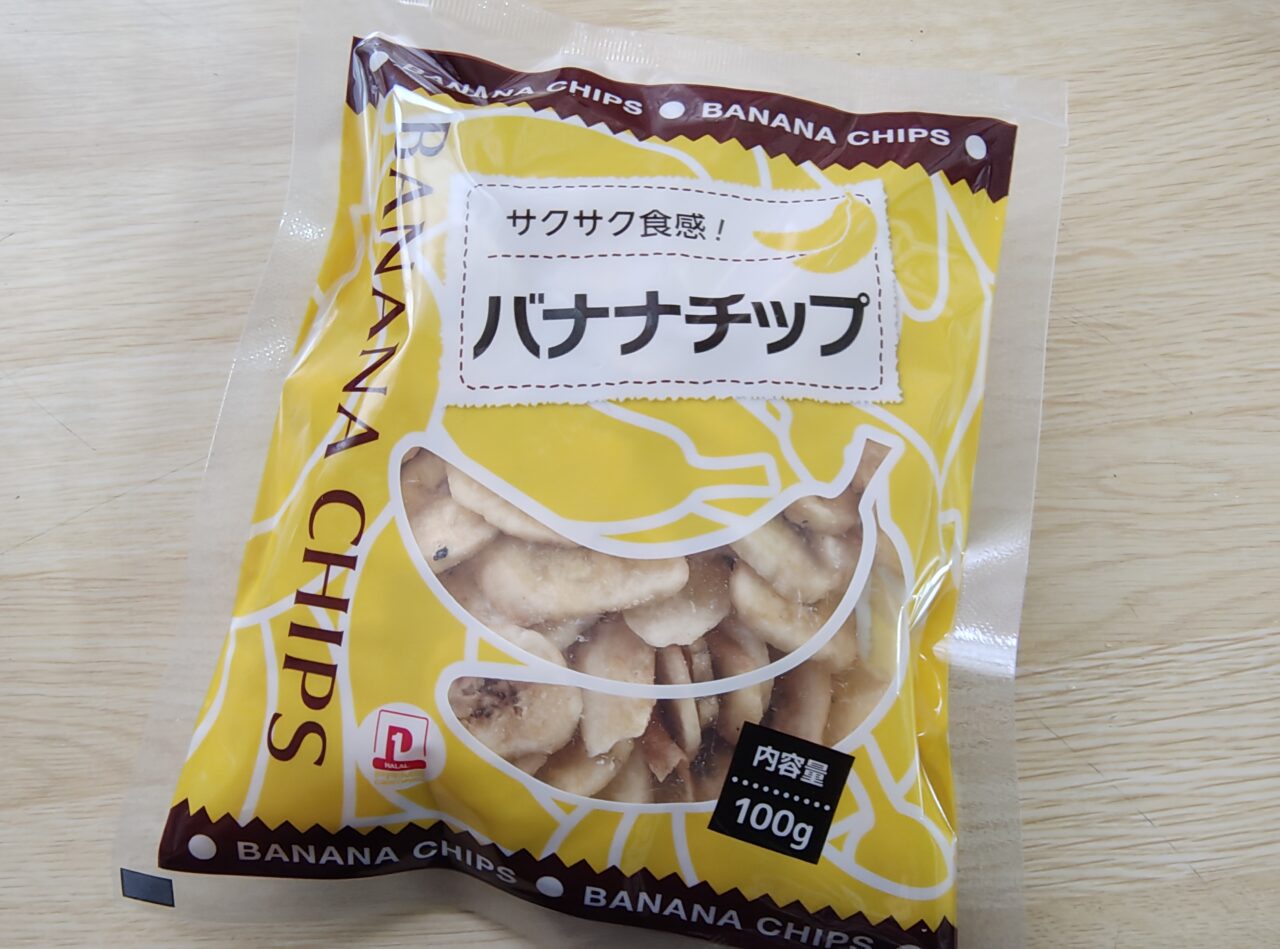 BANANA CHIPS ● BANANA CHIPS ●
BANANA CHIPS
サクサク食感!
バナナチップ
HALAL
内容量
100g
● BANANA CHIPS ● BANANA CHIPS